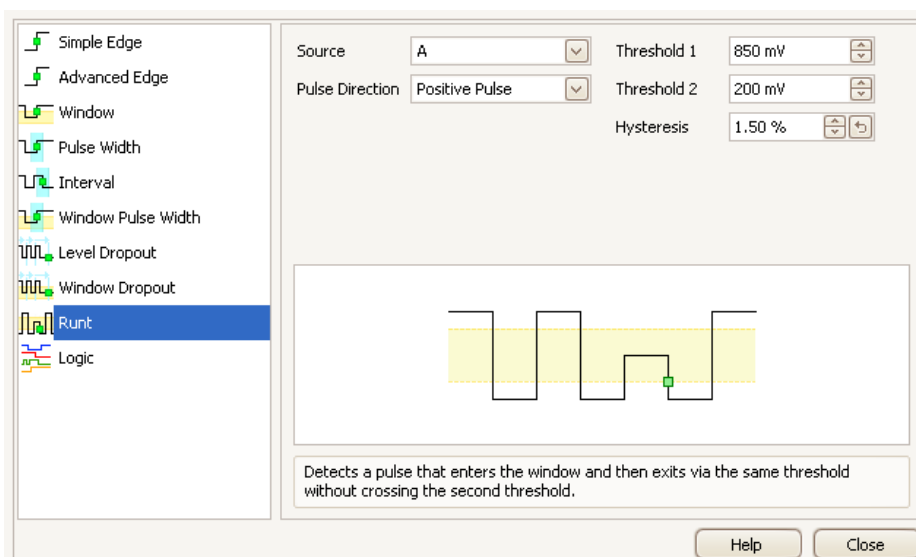 Simple Edge
Advanced Edge
Window
Pulse Width
Interval
Window Pulse Width
Level Dropout
Window Dropout
Runt
Logic
Source A Threshold 1 850 mV
Pulse Direction Positive Pulse Threshold 2 200 mV
Hysteresis 1.50 %
Detects a pulse that enters the window and then exits via the same threshold
without crossing the second threshold.
Help Close